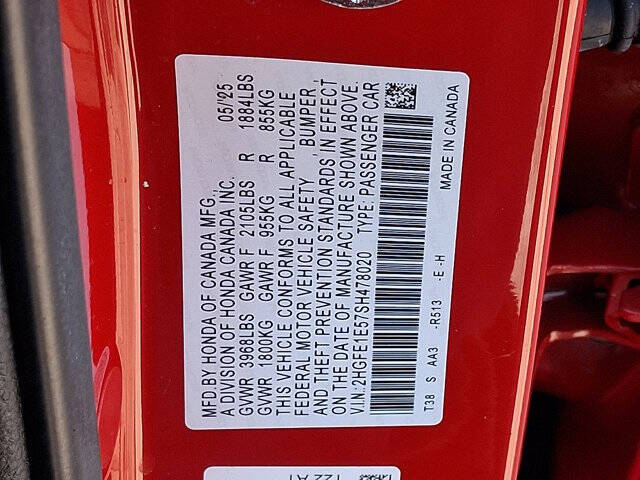 MFD.BY HONDA OF CANADA MFG. 05/25
A DIVISION OF HONDA CANADA INC.
GVWR 3968LBS GAWR F 2105LBS R 1884LBS
GVWR 1800KG GAWR F 955KG R 855KG
THIS VEHICLE CONFORMS TO ALL APPLICABLE
FEDERAL MOTOR VEHICLE SAFETY, BUMPER,
AND THEFT PREVENTION STANDARDS IN EFFECT
ON THE DATE OF MANUFACTURE SHOWN ABOVE.
V.I.N:2HGFE1E57SH478020 TYPE: PASSENGER CAR
T38 S AA3 -R513 -E -H MADE IN CANADA